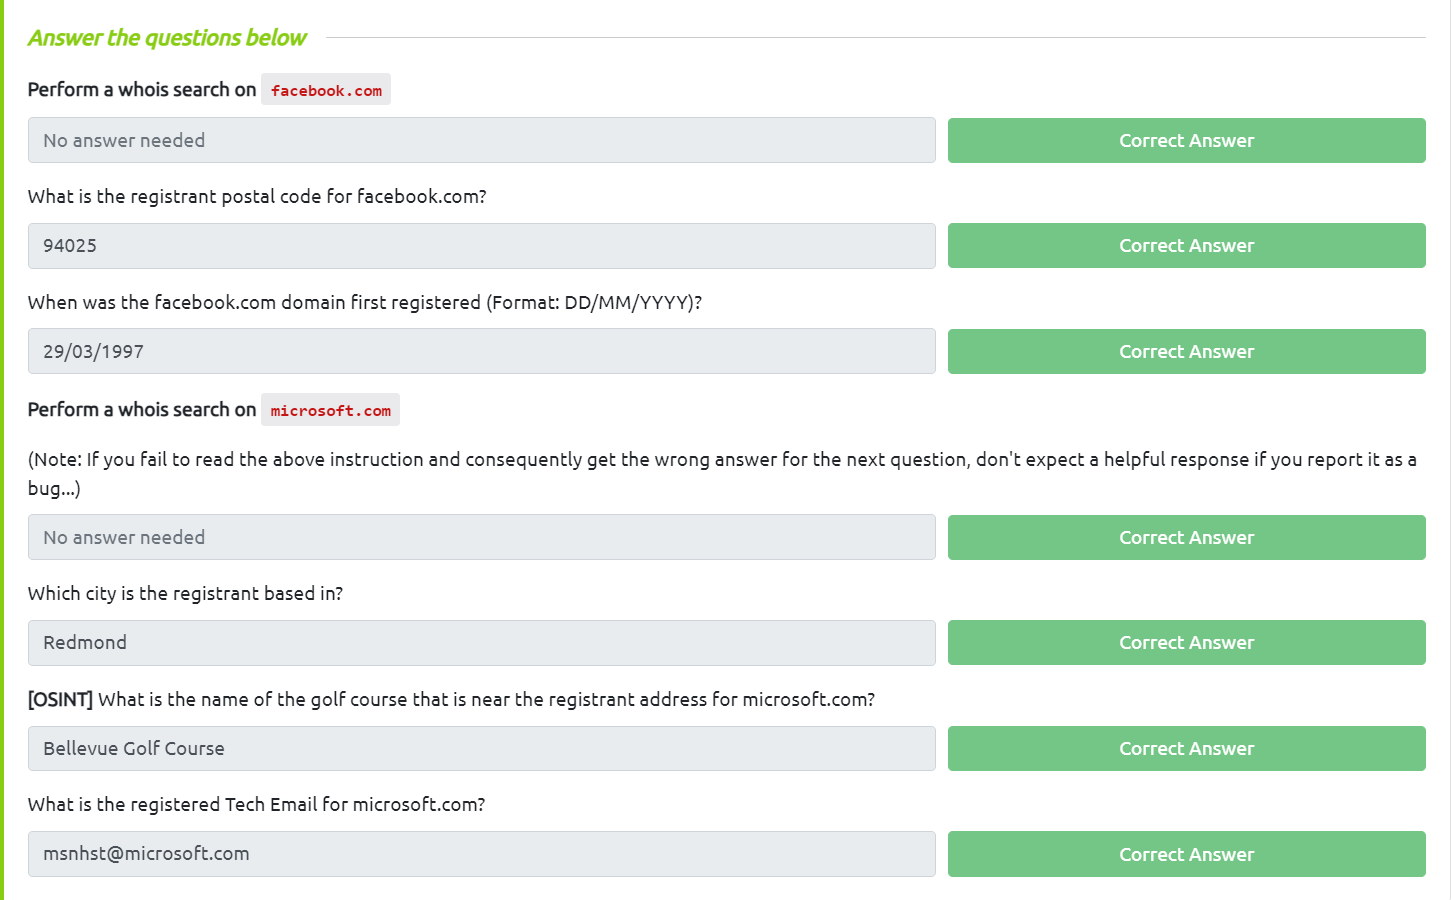 Answer the questions below
Perform a whois search on facebook.com
No answer needed
Correct Answer
What is the registrant postal code for facebook.com?
94025
Correct Answer
When was the facebook.com domain first registered (Format: DD/MM/YYYY)?
29/03/1997
Correct Answer
Perform a whois search on microsoft.com
(Note: If you fail to read the above instruction and consequently get the wrong answer for the next question, don't expect a helpful response if you report it as a
bug...)
No answer needed
Correct Answer
Which city is the registrant based in?
Redmond
Correct Answer
[OSINT] What is the name of the golf course that is near the registrant address for microsoft.com?
Bellevue Golf Course
Correct Answer
What is the registered Tech Email for microsoft.com?
msnhst@microsoft.com
Correct Answer